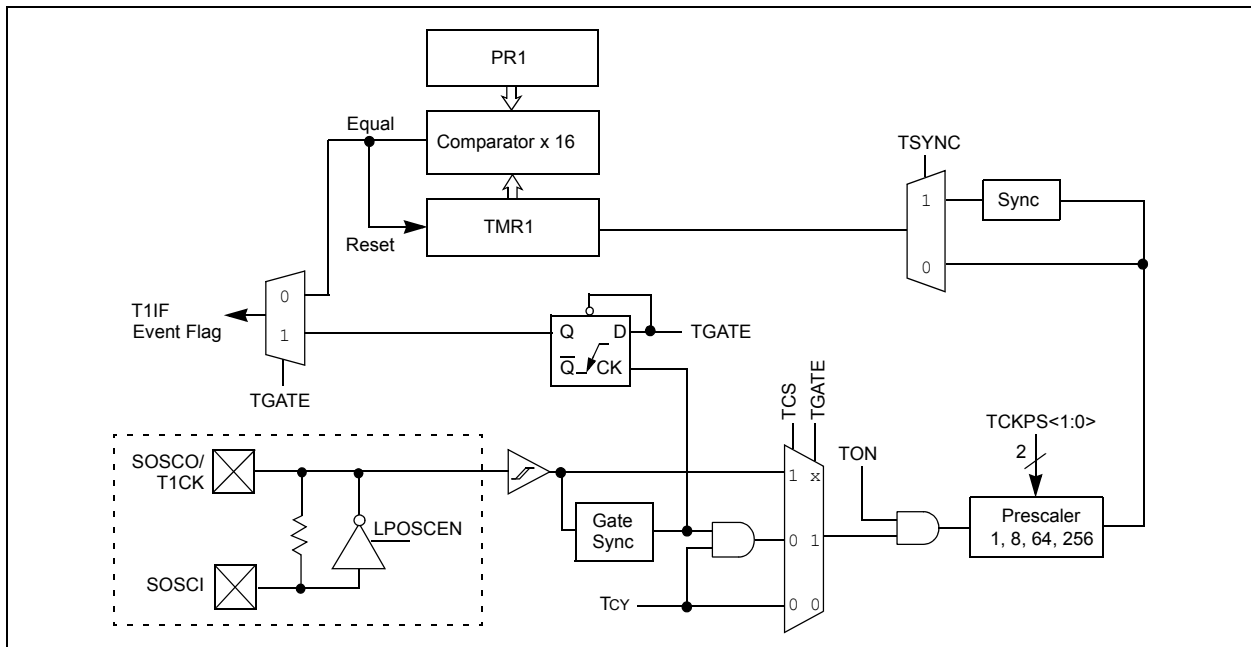 PR1
Equal
Comparator x 16
TSYNC
1
Sync
TMR1
Reset
0
0
T1IF
Event Flag
1
Q
D
TGATE
Q̅
CK
TGATE
TCS
TGATE
TCKPS<1:0>
2
SOSCO/
T1CK
TON
1 x
LPOSCEN
Gate
Sync
0 1
Prescaler
1, 8, 64, 256
SOSCI
TCY
0 0